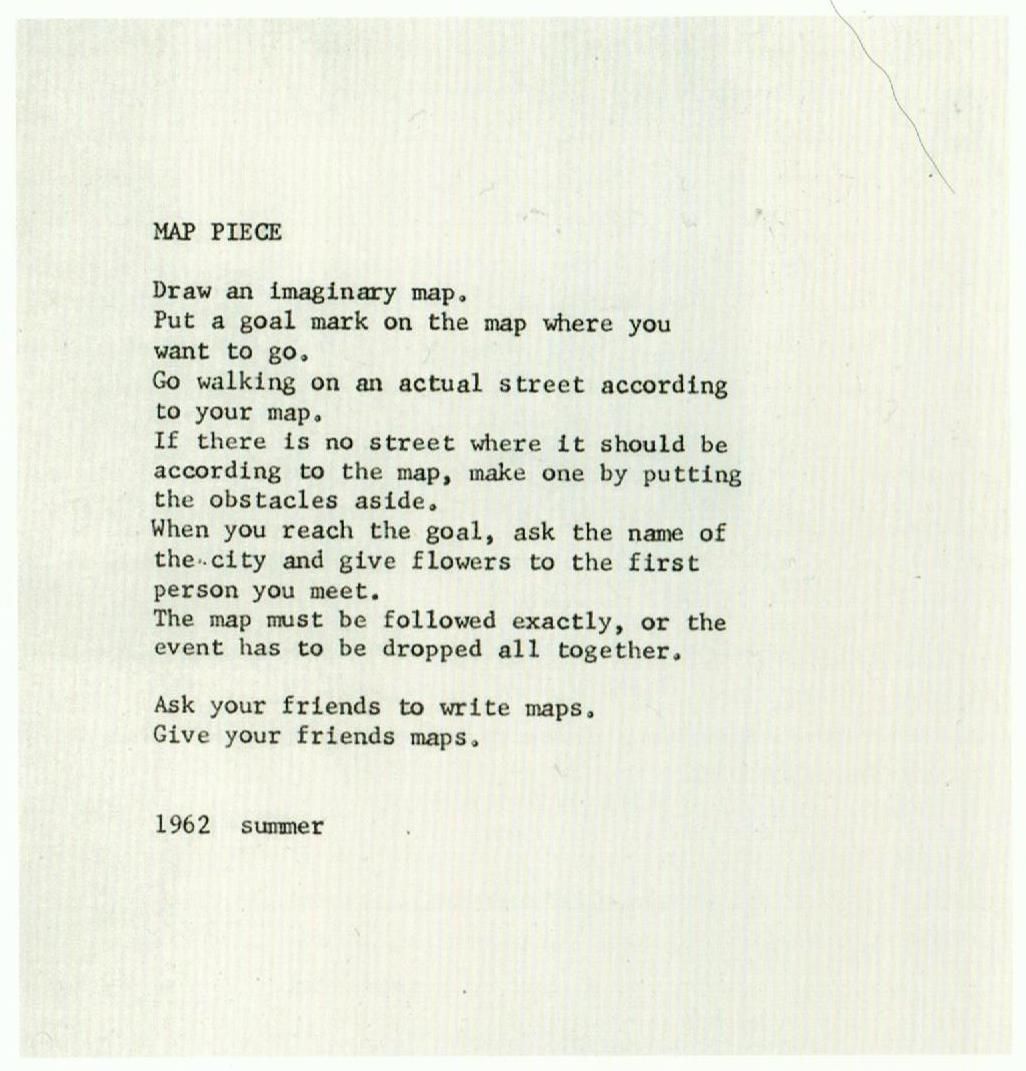 MAP PIECE
Draw an imaginary map.
Put a goal mark on the map where you
want to go.
Go walking on an actual street according
to your map.
If there is no street where it should be
according to the map, make one by putting
the obstacles aside.
When you reach the goal, ask the name of
the city and give flowers to the first
person you meet.
The map must be followed exactly, or the
event has to be dropped all together.
Ask your friends to write maps.
Give your friends maps.
1962 summer